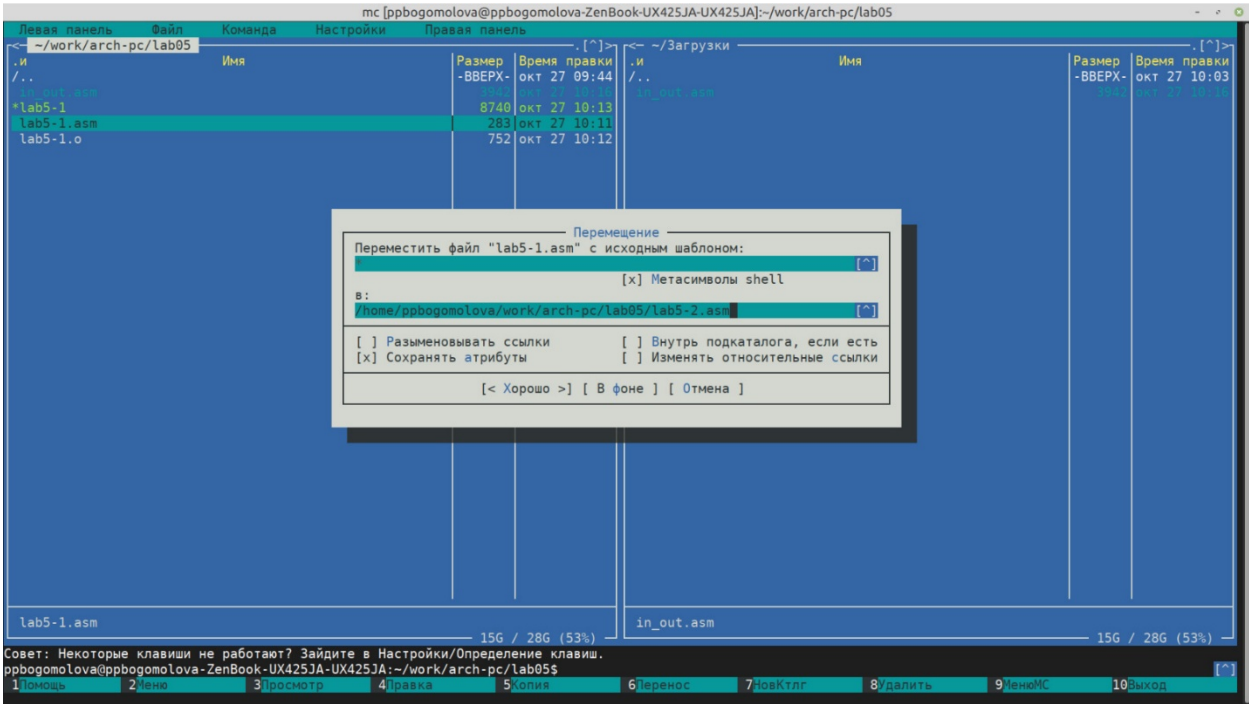 mc [ppbogomolova@ppbogomolova-ZenBook-UX425JA-UX425JA]:~/work/arch-pc/lab05
Левая панель Файл Команда Настройки Правая панель
<— ~/work/arch-pc/lab05 .[^]>
.и Имя Размер Время правки
/.. -ВВЕРХ- окт 27 09:44
in_out.asm 3942 окт 27 10:16
*lab5-1 8740 окт 27 10:13
lab5-1.asm 283 окт 27 10:11
lab5-1.o 752 окт 27 10:12
lab5-1.asm
15G / 28G (53%)
<— ~/Загрузки .[^]>
.и Имя Размер Время правки
/.. -ВВЕРХ- окт 27 10:03
in_out.asm 3942 окт 27 10:16
in_out.asm
15G / 28G (53%)
Перемещение
Переместить файл "lab5-1.asm" с исходным шаблоном:
* [^]
[x] Метасимволы shell
в:
/home/ppbogomolova/work/arch-pc/lab05/lab5-2.asm [^]
[ ] Разыменовывать ссылки [ ] Внутрь подкаталога, если есть
[x] Сохранять атрибуты [ ] Изменять относительные ссылки
[< Хорошо >] [ В фоне ] [ Отмена ]
Совет: Некоторые клавиши не работают? Зайдите в Настройки/Определение клавиш.
ppbogomolova@ppbogomolova-ZenBook-UX425JA-UX425JA:~/work/arch-pc/lab05$ [^]
1Помощь 2Меню 3Просмотр 4Правка 5Копия 6Перенос 7НовКтлг 8Удалить 9МенюМС 10Выход